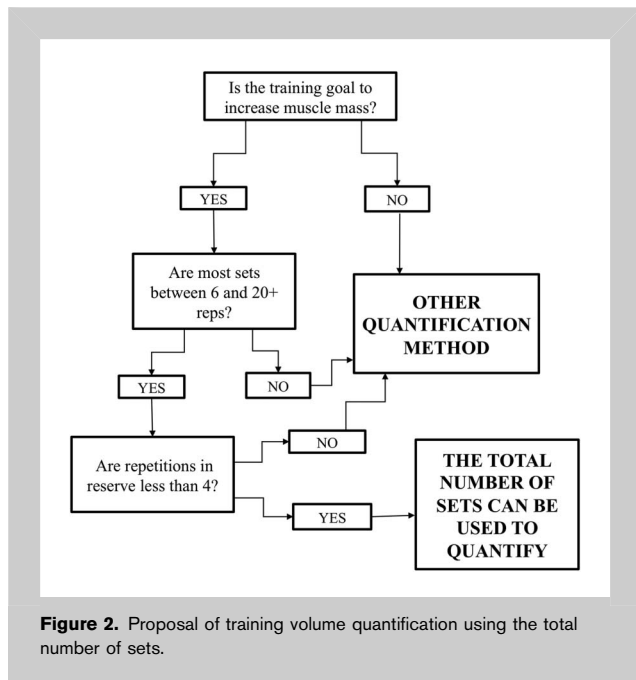 Is the training goal to
increase muscle mass?
YES
NO
Are most sets
between 6 and 20+
reps?
OTHER
QUANTIFICATION
METHOD
YES
NO
NO
Are repetitions in
reserve less than 4?
YES
THE TOTAL
NUMBER OF
SETS CAN BE
USED TO
QUANTIFY
Figure 2. Proposal of training volume quantification using the total
number of sets.